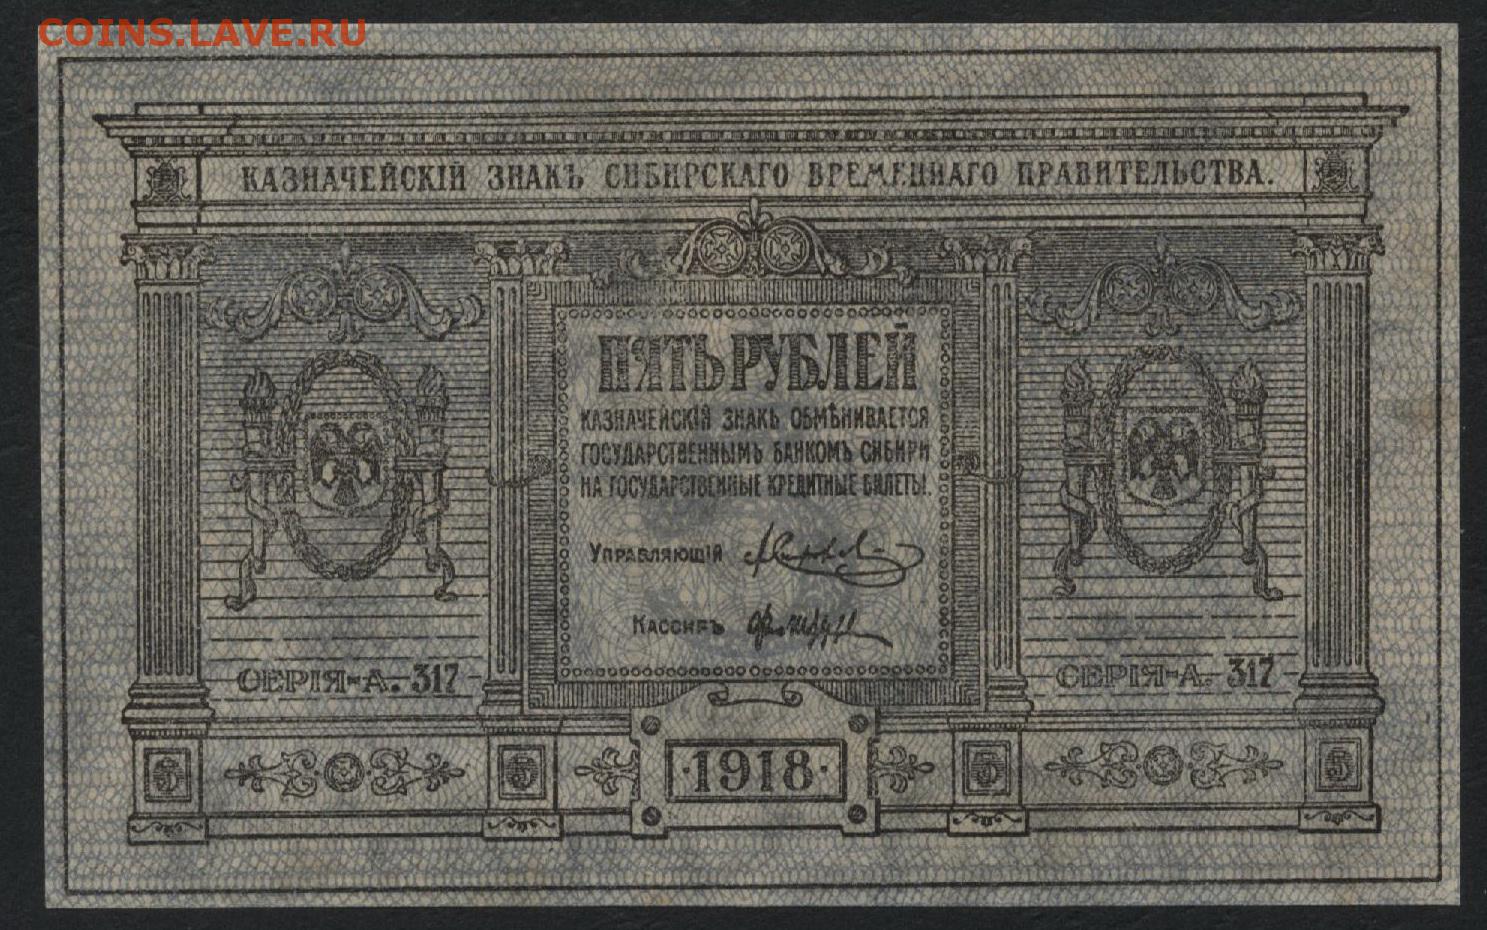 COINS.LAVE.RU
КАЗНАЧЕЙСКІЙ ЗНАКЪ СИБИРСКАГО ВРЕМЕННАГО ПРАВИТЕЛЬСТВА.
ПЯТЬ РУБЛЕЙ
КАЗНАЧЕЙСКІЙ ЗНАКЪ ОБМѢНИВАЕТСЯ
ГОСУДАРСТВЕННЫМЪ БАНКОМЪ СИБИРИ
НА ГОСУДАРСТВЕННЫЕ КРЕДИТНЫЕ БИЛЕТЫ.
УПРАВЛЯЮЩІЙ
КАССИРЪ
СЕРІЯ-А. 317
СЕРІЯ-А. 317
5 5 ·1918· 5 5